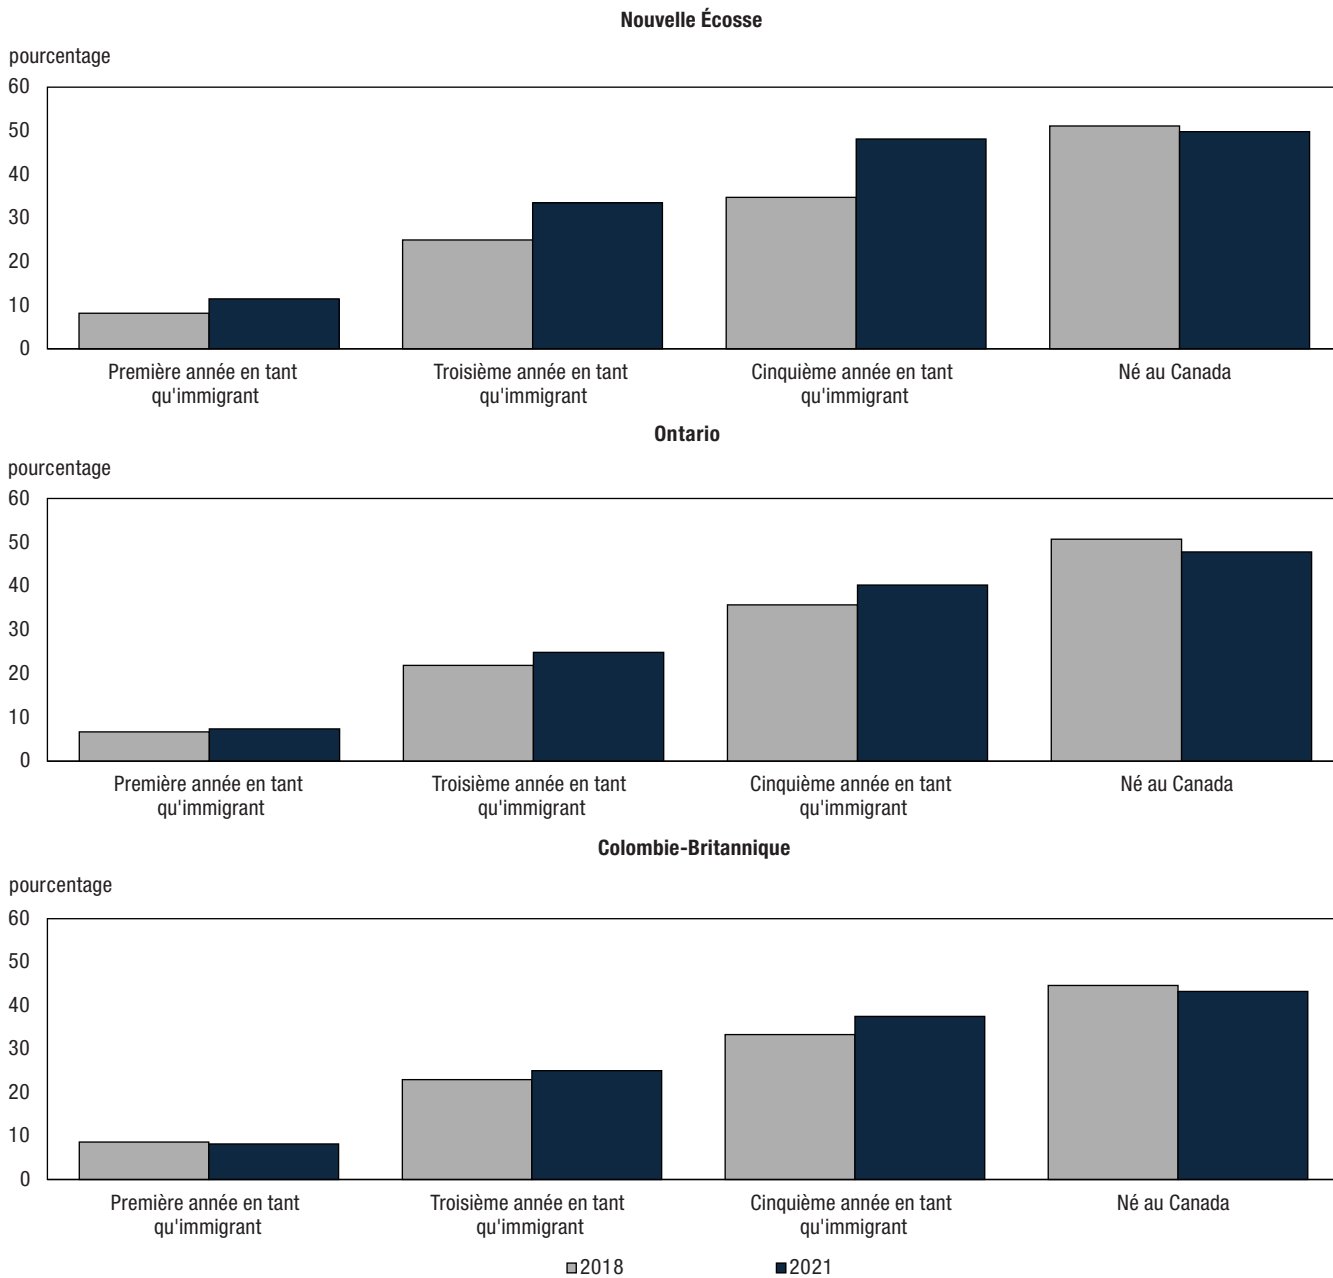 Nouvelle Écosse
pourcentage
60
50
40
30
20
10
0
Première année en tant
qu'immigrant
Troisième année en tant
qu'immigrant
Cinquième année en tant
qu'immigrant
Né au Canada
Ontario
pourcentage
60
50
40
30
20
10
0
Première année en tant
qu'immigrant
Troisième année en tant
qu'immigrant
Cinquième année en tant
qu'immigrant
Né au Canada
Colombie-Britannique
pourcentage
60
50
40
30
20
10
0
Première année en tant
qu'immigrant
Troisième année en tant
qu'immigrant
Cinquième année en tant
qu'immigrant
Né au Canada
2018 2021